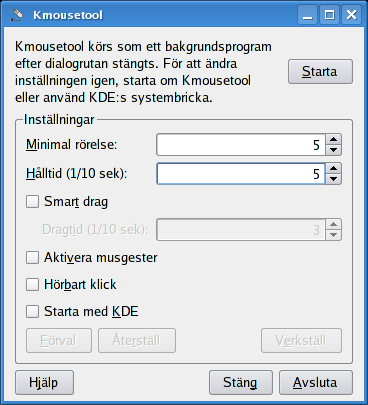 Kmousetool
Kmousetool körs som ett bakgrundsprogram
efter dialogrutan stängts. För att ändra
inställningen igen, starta om Kmousetool
eller använd KDE:s systembricka.
Starta
Inställningar
Minimal rörelse: 5
Hålltid (1/10 sek): 5
Smart drag
Dragtid (1/10 sek): 3
Aktivera musgester
Hörbart klick
Starta med KDE
Förval Återställ Verkställ
Hjälp Stäng Avsluta